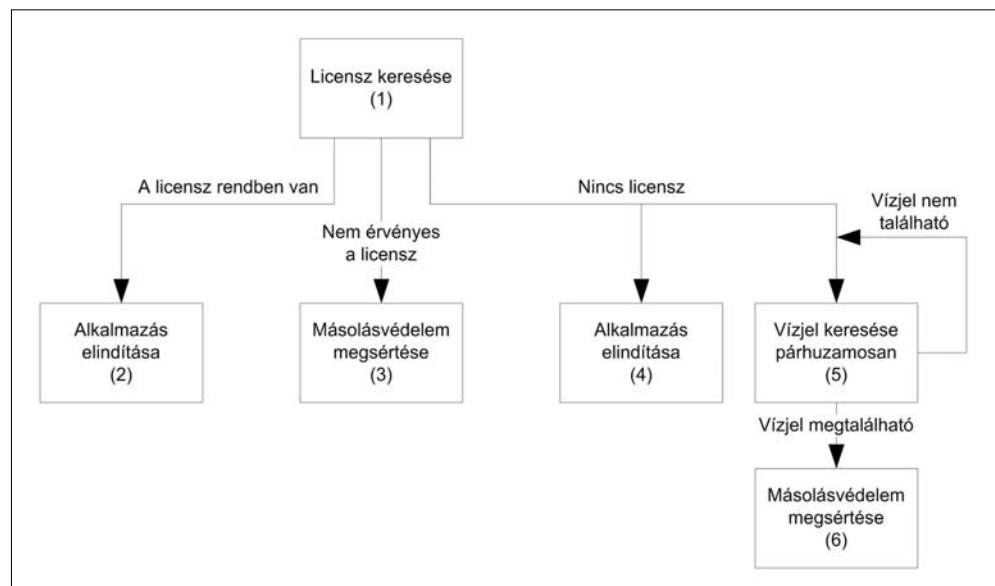 Licensz keresése
(1)
A licensz rendben van
Nincs licensz
Vízjel nem
található
Nem érvényes
a licensz
Alkalmazás
elindítása
(2)
Másolásvédelem
megsértése
(3)
Alkalmazás
elindítása
(4)
Vízjel keresése
párhuzamosan
(5)
Vízjel megtalálható
Másolásvédelem
megsértése
(6)